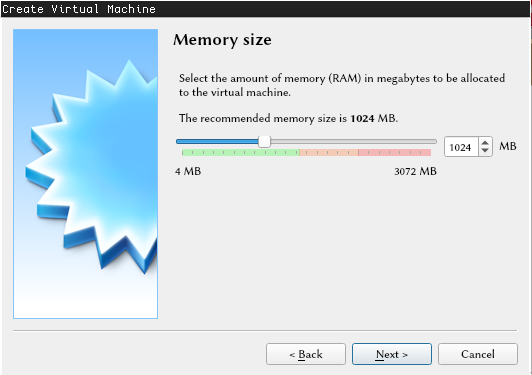 Create Virtual Machine
Memory size
Select the amount of memory (RAM) in megabytes to be allocated
to the virtual machine.
The recommended memory size is 1024 MB.
1024 MB
4 MB 3072 MB
< Back Next > Cancel